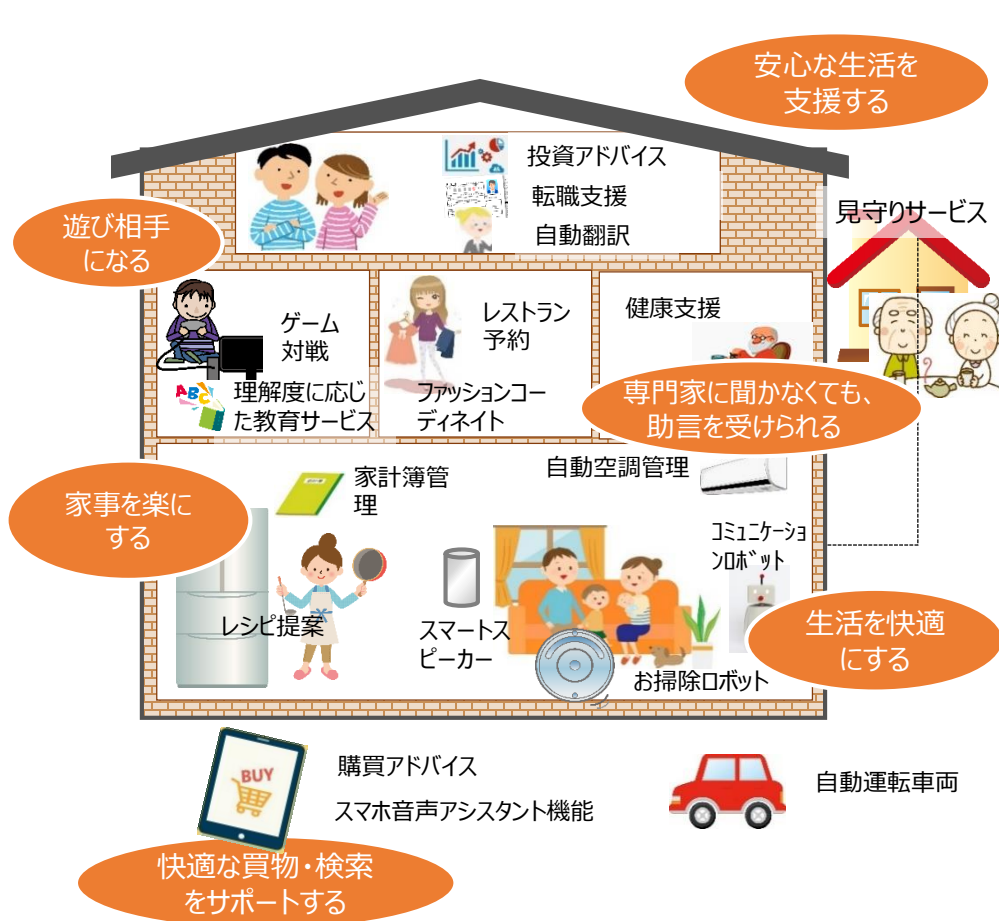 安心な生活を
支援する
投資アドバイス
転職支援
自動翻訳
見守りサービス
遊び相手
になる
ゲーム
対戦
ABC
理解度に応じ
た教育サービス
レストラン
予約
ファッションコー
ディネイト
健康支援
専門家に聞かなくても、
助言を受けられる
家事を楽に
する
家計簿管
理
自動空調管理
ｺﾐｭﾆｹｰｼｮ
ﾝﾛﾎﾞｯﾄ
レシピ提案
スマートス
ピーカー
お掃除ロボット
生活を快適
にする
BUY
購買アドバイス
スマホ音声アシスタント機能
自動運転車両
快適な買物・検索
をサポートする